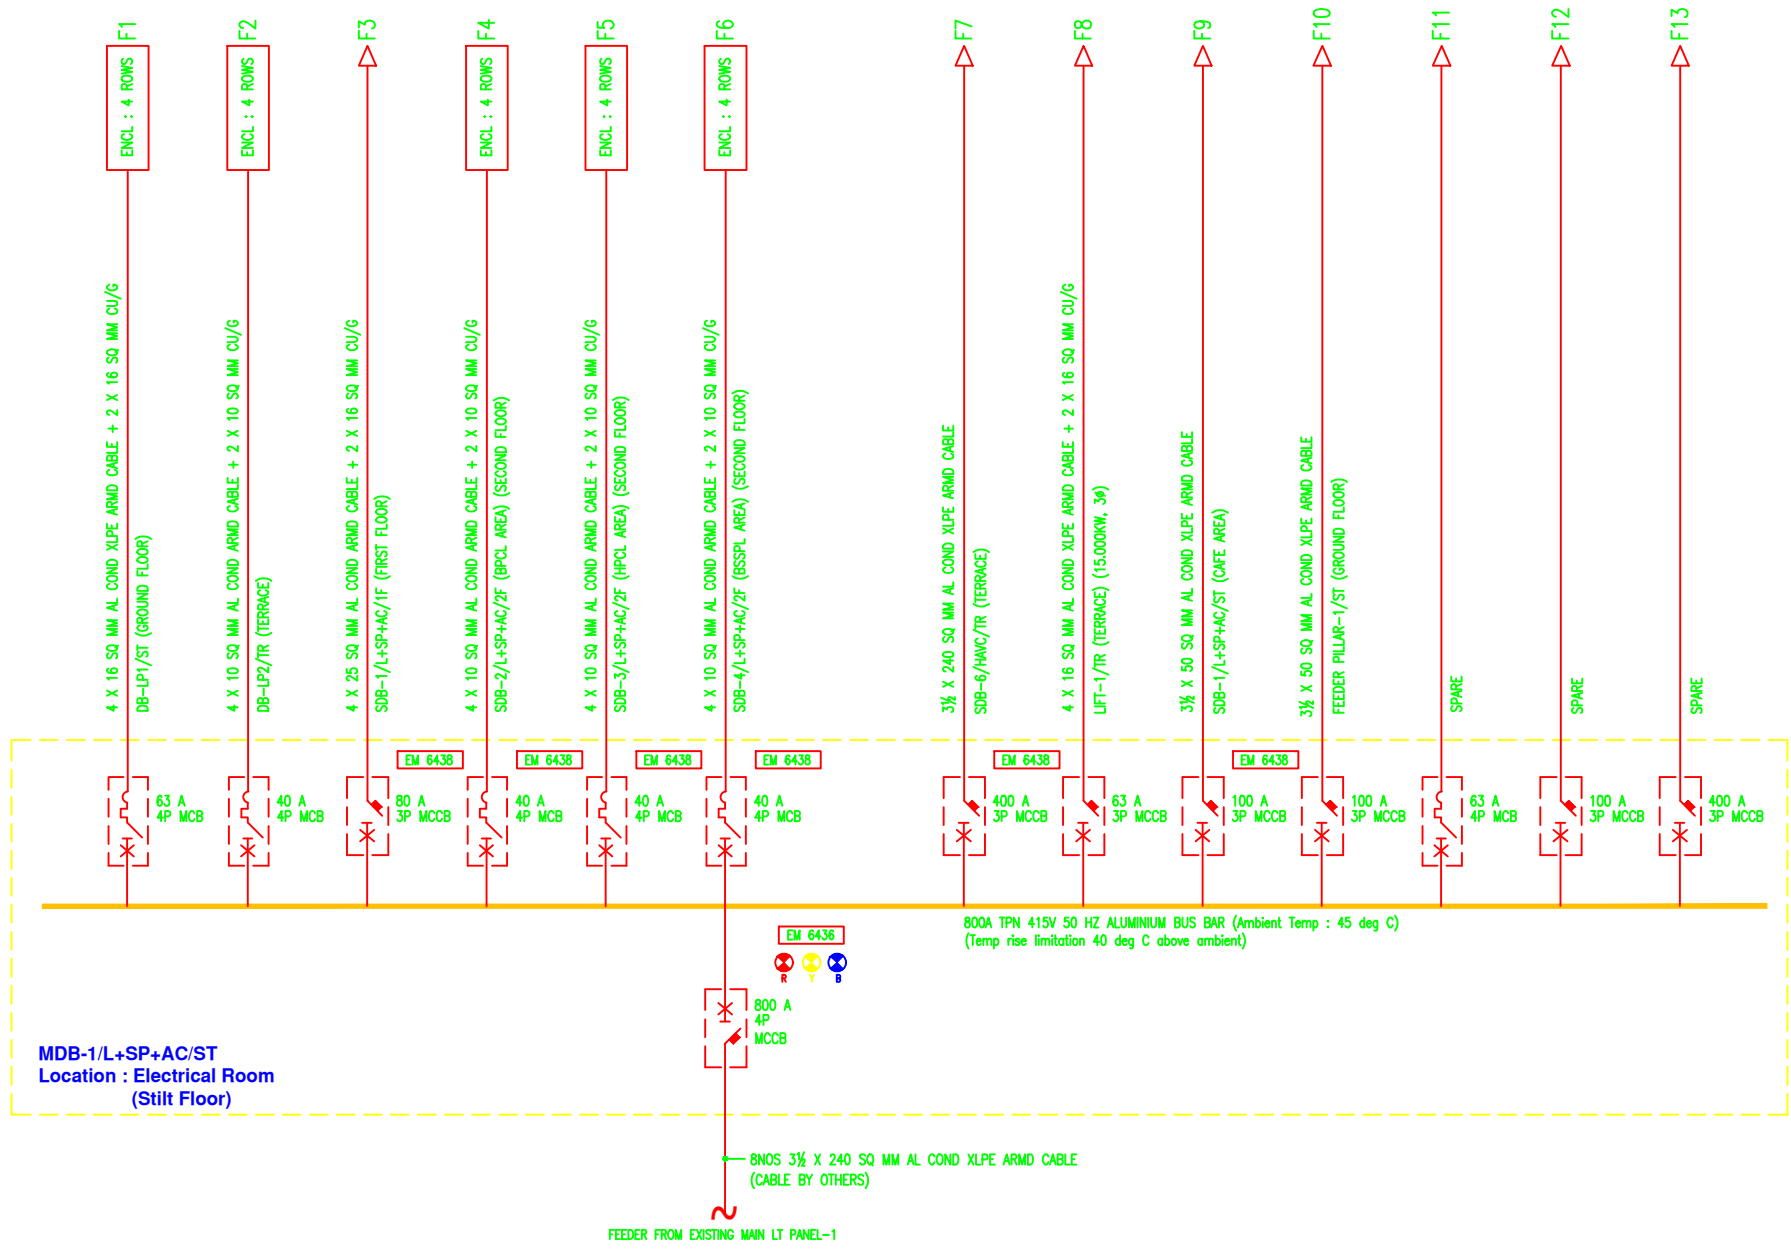 F1
F2
F3
F4
F5
F6
F7
F8
F9
F10
F11
F12
F13
ENCL : 4 ROWS
ENCL : 4 ROWS
ENCL : 4 ROWS
ENCL : 4 ROWS
ENCL : 4 ROWS
4 X 16 SQ MM AL COND XLPE ARMD CABLE + 2 X 16 SQ MM CU/G
DB-LP1/ST (GROUND FLOOR)
4 X 10 SQ MM AL COND ARMD CABLE + 2 X 10 SQ MM CU/G
DB-LP2/TR (TERRACE)
4 X 25 SQ MM AL COND ARMD CABLE + 2 X 16 SQ MM CU/G
SDB-1/L+SP+AC/1F (FIRST FLOOR)
4 X 10 SQ MM AL COND ARMD CABLE + 2 X 10 SQ MM CU/G
SDB-2/L+SP+AC/2F (BPCL AREA) (SECOND FLOOR)
4 X 10 SQ MM AL COND ARMD CABLE + 2 X 10 SQ MM CU/G
SDB-3/L+SP+AC/2F (HPCL AREA) (SECOND FLOOR)
4 X 10 SQ MM AL COND ARMD CABLE + 2 X 10 SQ MM CU/G
SDB-4/L+SP+AC/2F (BSSPL AREA) (SECOND FLOOR)
3½ X 240 SQ MM AL COND XLPE ARMD CABLE
SDB-6/HAVC/TR (TERRACE)
4 X 16 SQ MM AL COND XLPE ARMD CABLE + 2 X 16 SQ MM CU/G
LIFT-1/TR (TERRACE) (15.000KW, 3ø)
3½ X 50 SQ MM AL COND XLPE ARMD CABLE
SDB-1/L+SP+AC/ST (CAFE AREA)
3½ X 50 SQ MM AL COND XLPE ARMD CABLE
FEEDER PILLAR-1/ST (GROUND FLOOR)
SPARE
SPARE
SPARE
EM 6438
EM 6438
EM 6438
EM 6438
EM 6438
EM 6438
63 A
4P MCB
40 A
4P MCB
80 A
3P MCCB
40 A
4P MCB
40 A
4P MCB
40 A
4P MCB
400 A
3P MCCB
63 A
3P MCCB
100 A
3P MCCB
100 A
3P MCCB
63 A
4P MCB
100 A
3P MCCB
400 A
3P MCCB
800A TPN 415V 50 HZ ALUMINIUM BUS BAR (Ambient Temp : 45 deg C)
(Temp rise limitation 40 deg C above ambient)
EM 6436
R Y B
800 A
4P
MCCB
MDB-1/L+SP+AC/ST
Location : Electrical Room
(Stilt Floor)
8NOS 3½ X 240 SQ MM AL COND XLPE ARMD CABLE
(CABLE BY OTHERS)
FEEDER FROM EXISTING MAIN LT PANEL-1